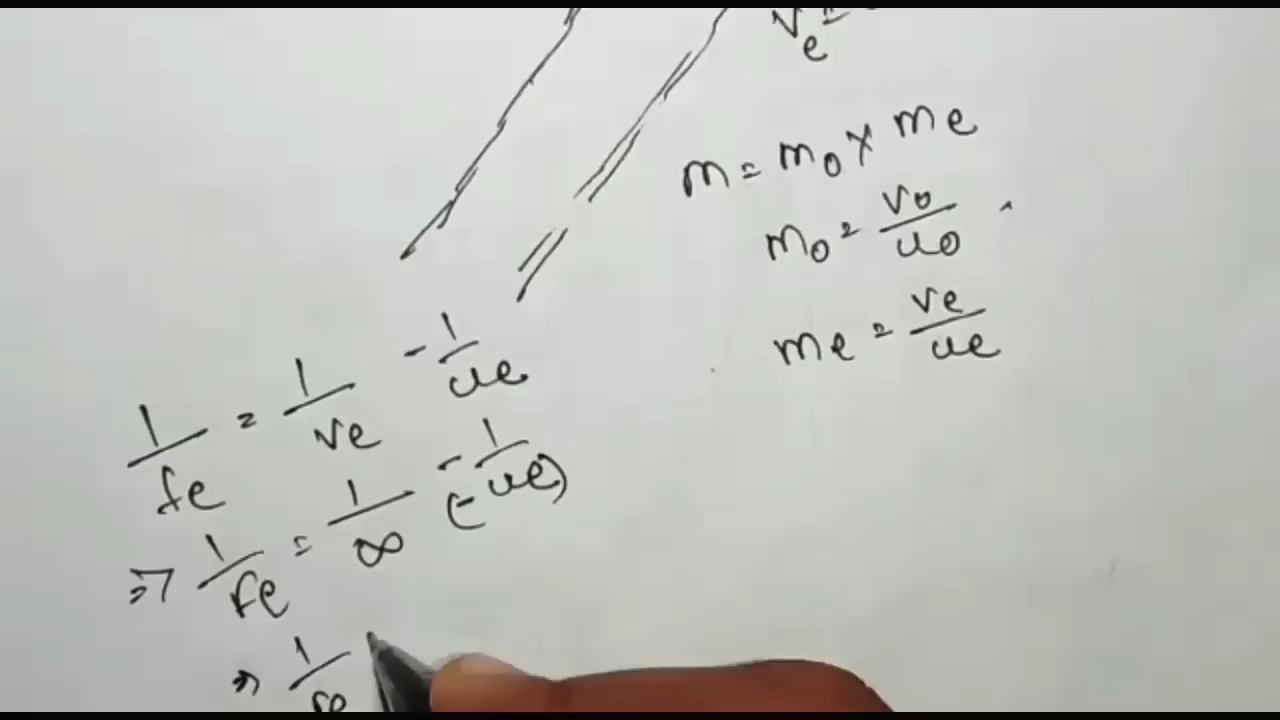 m = m₀ × me
m₀ = v₀/u₀
me = ve/ue
1/fe = 1/ve - 1/ue
⇒ 1/fe = 1/∞ - 1/(-ue)
⇒ 1/fe